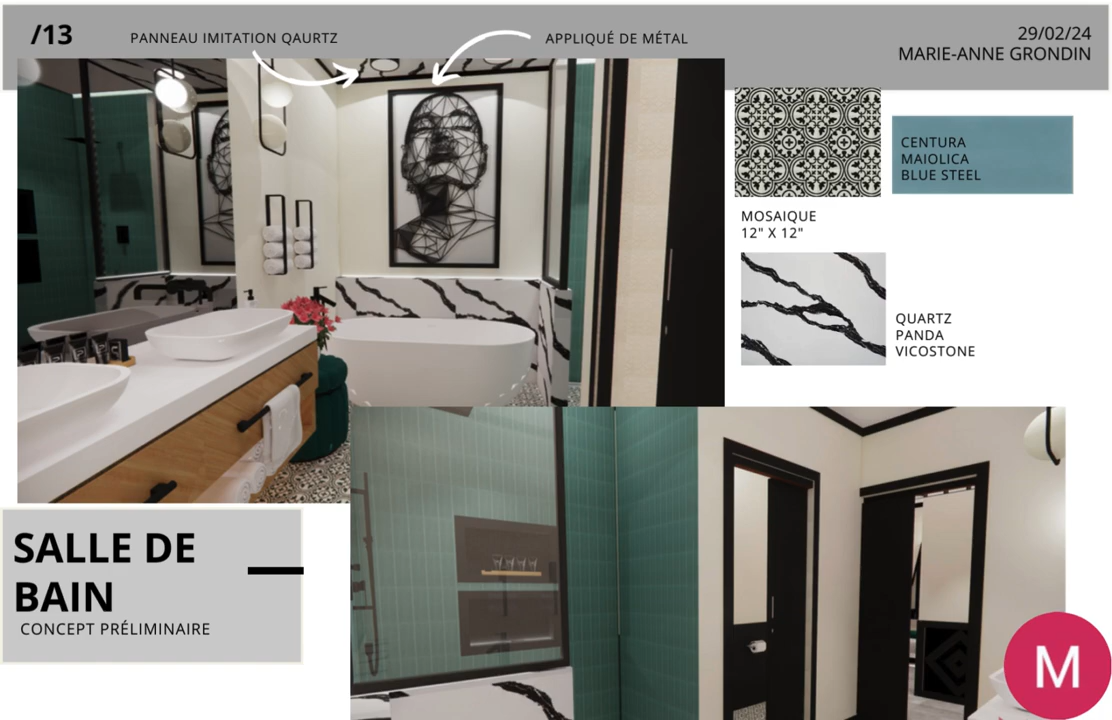 /13
PANNEAU IMITATION QAURTZ
APPLIQUÉ DE MÉTAL
29/02/24
MARIE-ANNE GRONDIN
CENTURA
MAIOLICA
BLUE STEEL
MOSAIQUE
12" X 12"
QUARTZ
PANDA
VICOSTONE
SALLE DE
BAIN
CONCEPT PRÉLIMINAIRE
M